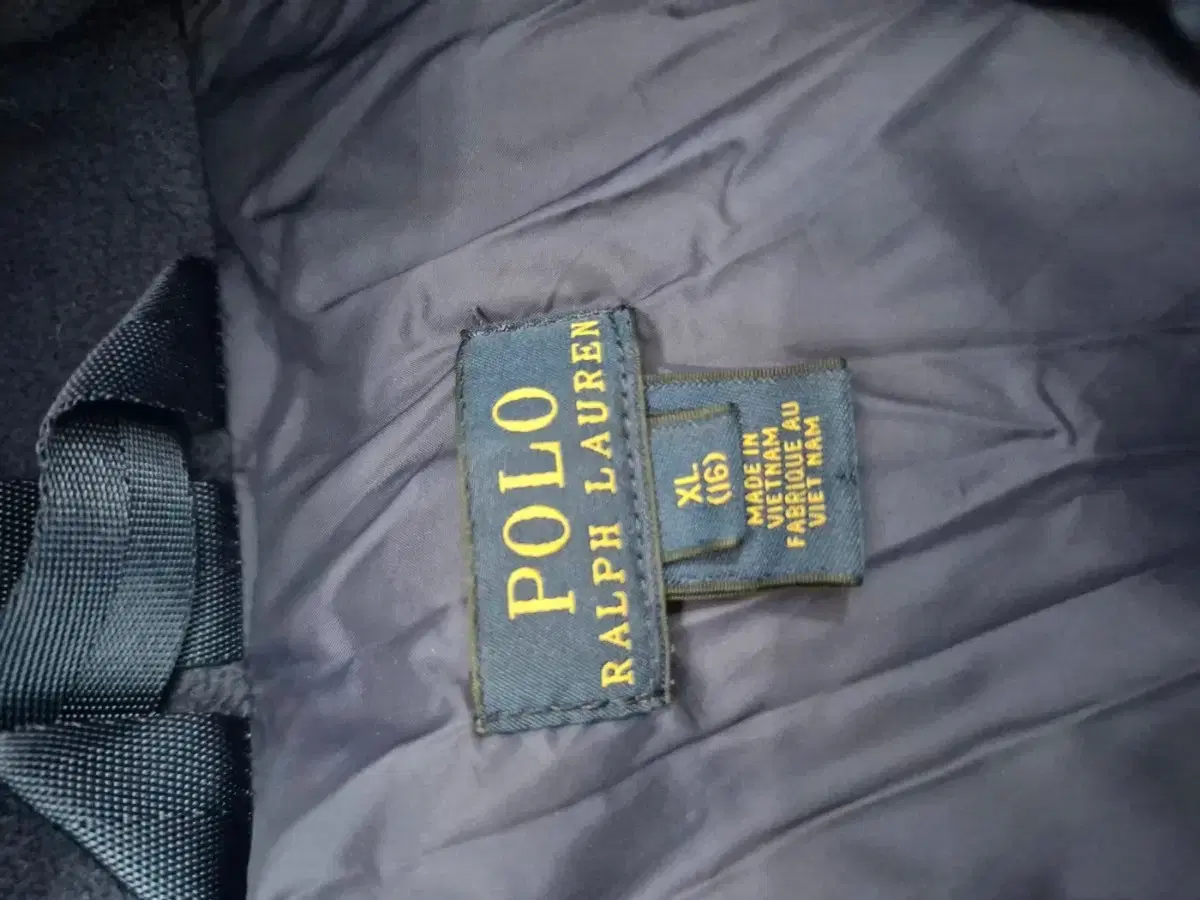 POLO
RALPH LAUREN
XL
(16)
MADE IN
VIETNAM
FABRIQUE AU
VIET NAM